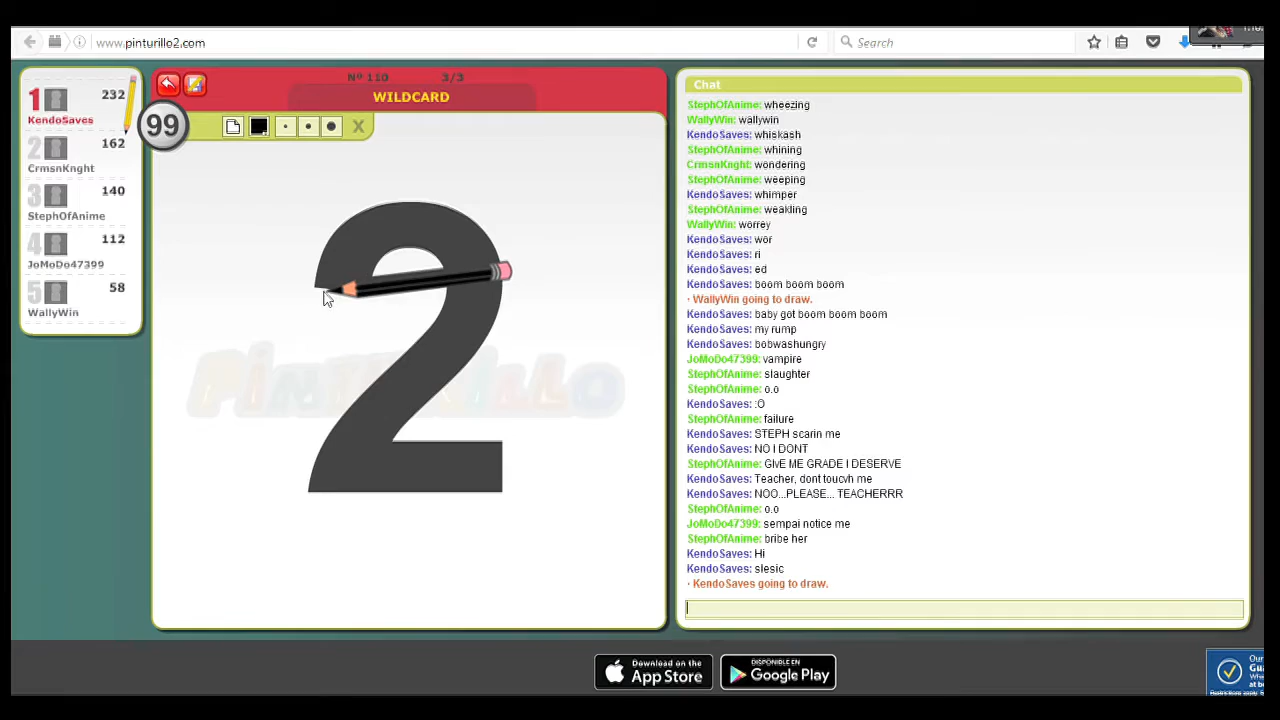 www.pinturillo2.com
Search
1
232
KendoSaves
2
162
CrmsnKnght
3
140
StephOfAnime
4
112
JoMoDo47399
5
58
WallyWin
Nº 110
3/3
WILDCARD
99
2
Pinturillo
Chat
StephOfAnime: wheezing
WallyWin: wallywin
KendoSaves: whiskash
StephOfAnime: whining
CrmsnKnght: wondering
StephOfAnime: weeping
KendoSaves: whimper
StephOfAnime: weakling
WallyWin: worrey
KendoSaves: wor
KendoSaves: ri
KendoSaves: ed
KendoSaves: boom boom boom
· WallyWin going to draw.
KendoSaves: baby got boom boom boom
KendoSaves: my rump
KendoSaves: bobwashungry
JoMoDo47399: vampire
StephOfAnime: slaughter
StephOfAnime: o.o
KendoSaves: :O
StephOfAnime: failure
KendoSaves: STEPH scarin me
KendoSaves: NO I DONT
StephOfAnime: GIVE ME GRADE I DESERVE
KendoSaves: Teacher, dont toucvh me
KendoSaves: NOO...PLEASE... TEACHERRR
StephOfAnime: o.o
JoMoDo47399: sempai notice me
StephOfAnime: bribe her
KendoSaves: Hi
KendoSaves: slesic
· KendoSaves going to draw.
Download on the
App Store
DISPONIBLE EN
Google Play
Our